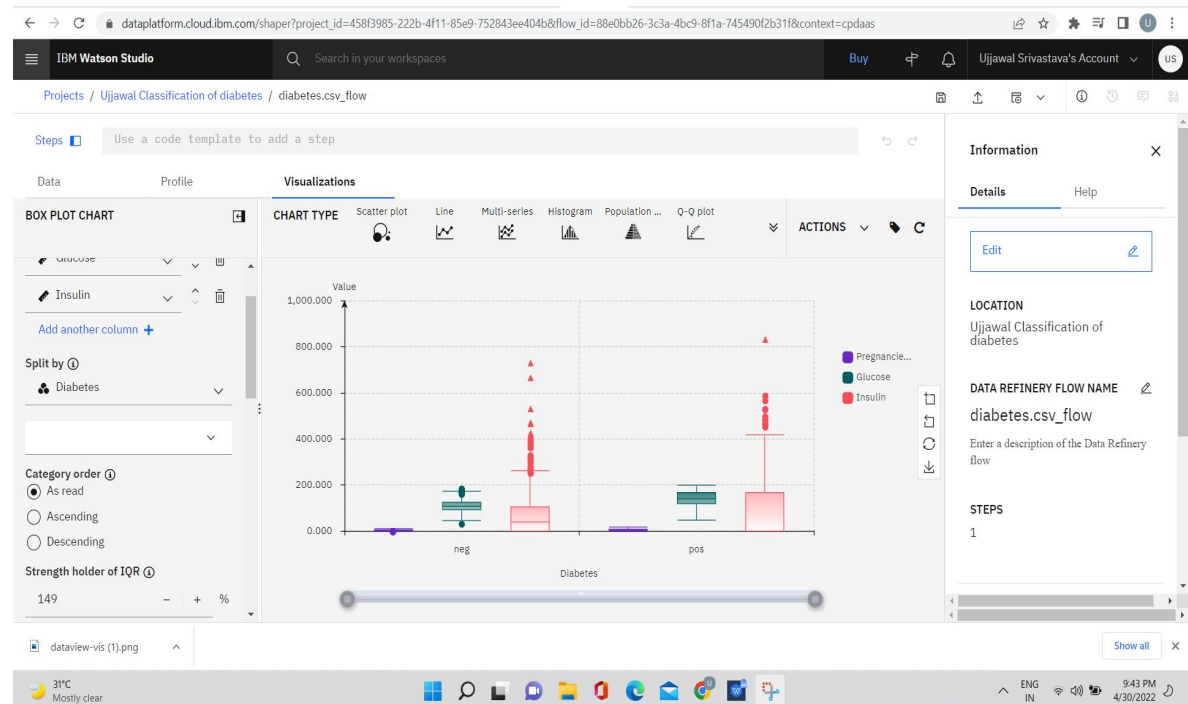 dataplatform.cloud.ibm.com/shaper?project_id=458f3985-222b-4f11-85e9-752843ee404b&flow_id=88e0bb26-3c3a-4bc9-8f1a-745490f2b31f&context=cpdaas
U
IBM Watson Studio
Search in your workspaces
Buy
Ujjawal Srivastava's Account
US
Projects / Ujjawal Classification of diabetes / diabetes.csv_flow
Steps
Use a code template to add a step
Data Profile Visualizations
BOX PLOT CHART
Glucose
Insulin
Add another column +
Split by
Diabetes
Category order
As read
Ascending
Descending
Strength holder of IQR
149 - + %
CHART TYPE
Scatter plot Line Multi-series Histogram Population ... Q-Q plot
ACTIONS
Value
1,000.000
800.000
600.000
400.000
200.000
0.000
neg pos
Diabetes
Pregnancie...
Glucose
Insulin
Information
Details Help
Edit
LOCATION
Ujjawal Classification of
diabetes
DATA REFINERY FLOW NAME
diabetes.csv_flow
Enter a description of the Data Refinery
flow
STEPS
1
dataview-vis (1).png
Show all
31°C
Mostly clear
ENG
IN
9:43 PM
4/30/2022